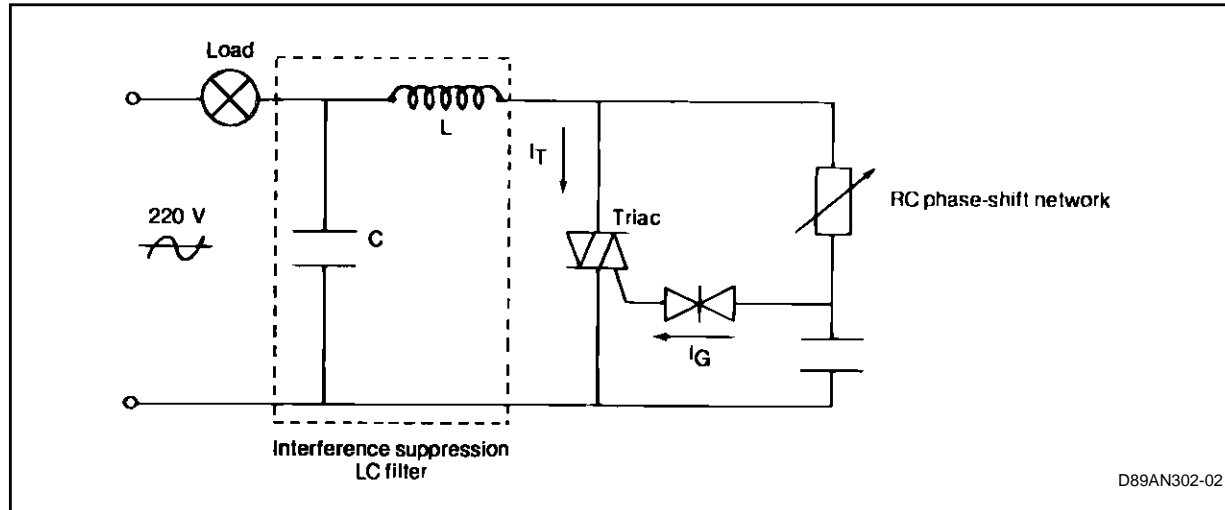 Load
L
I_T
RC phase-shift network
220 V
C
Triac
I_G
Interference suppression
LC filter
D89AN302-02